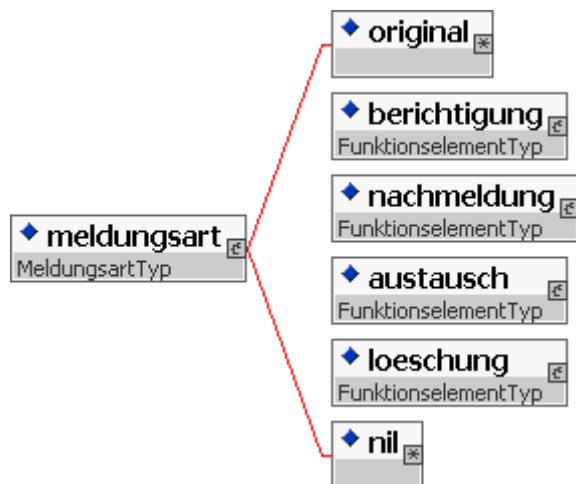 original
berichtigung
FunktionselementTyp
nachmeldung
FunktionselementTyp
meldungsart
MeldungsartTyp
austausch
FunktionselementTyp
loeschung
FunktionselementTyp
nil